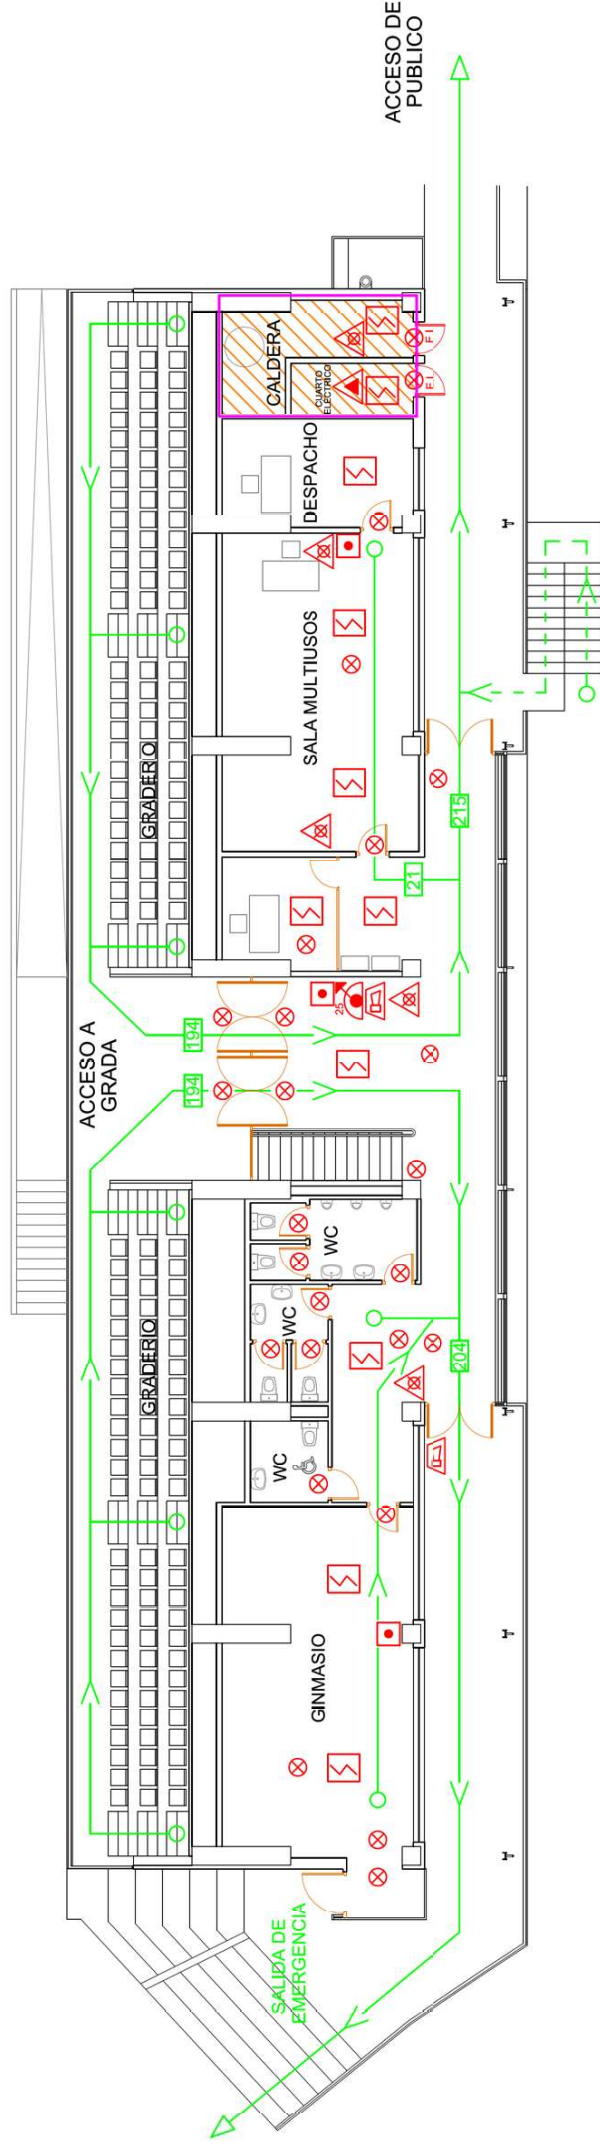 ACCESO DE
PUBLICO
CALDERA
CUARTO
ELECTRICO
F.I.
F.I.
DESPACHO
SALA MULTIUSOS
GRADERIO
215
21
25
194
194
ACCESO A
GRADA
WC
WC
WC
GRADERIO
204
GINMASIO
SALIDA DE
EMERGENCIA